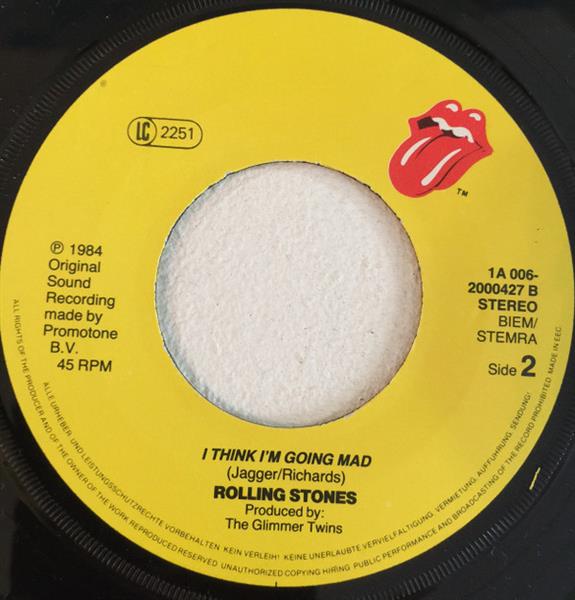 LC 2251
TM
℗ 1984
Original
Sound
Recording
made by
Promotone
B.V.
45 RPM
1A 006-
2000427 B
STEREO
BIEM/
STEMRA
Side 2
I THINK I'M GOING MAD
(Jagger/Richards)
ROLLING STONES
Produced by:
The Glimmer Twins
ALLE URHEBER- UND LEISTUNGSSCHUTZRECHTE VORBEHALTEN. KEIN VERLEIH! KEINE UNERLAUBTE VERVIELFÄLTIGUNG, VERMIETUNG, AUFFÜHRUNG, SENDUNG!
ALL RIGHTS OF THE PRODUCER AND OF THE OWNER OF THE WORK REPRODUCED RESERVED. UNAUTHORIZED COPYING HIRING PUBLIC PERFORMANCE AND BROADCASTING OF THE RECORD PROHIBITED. MADE IN EEC.